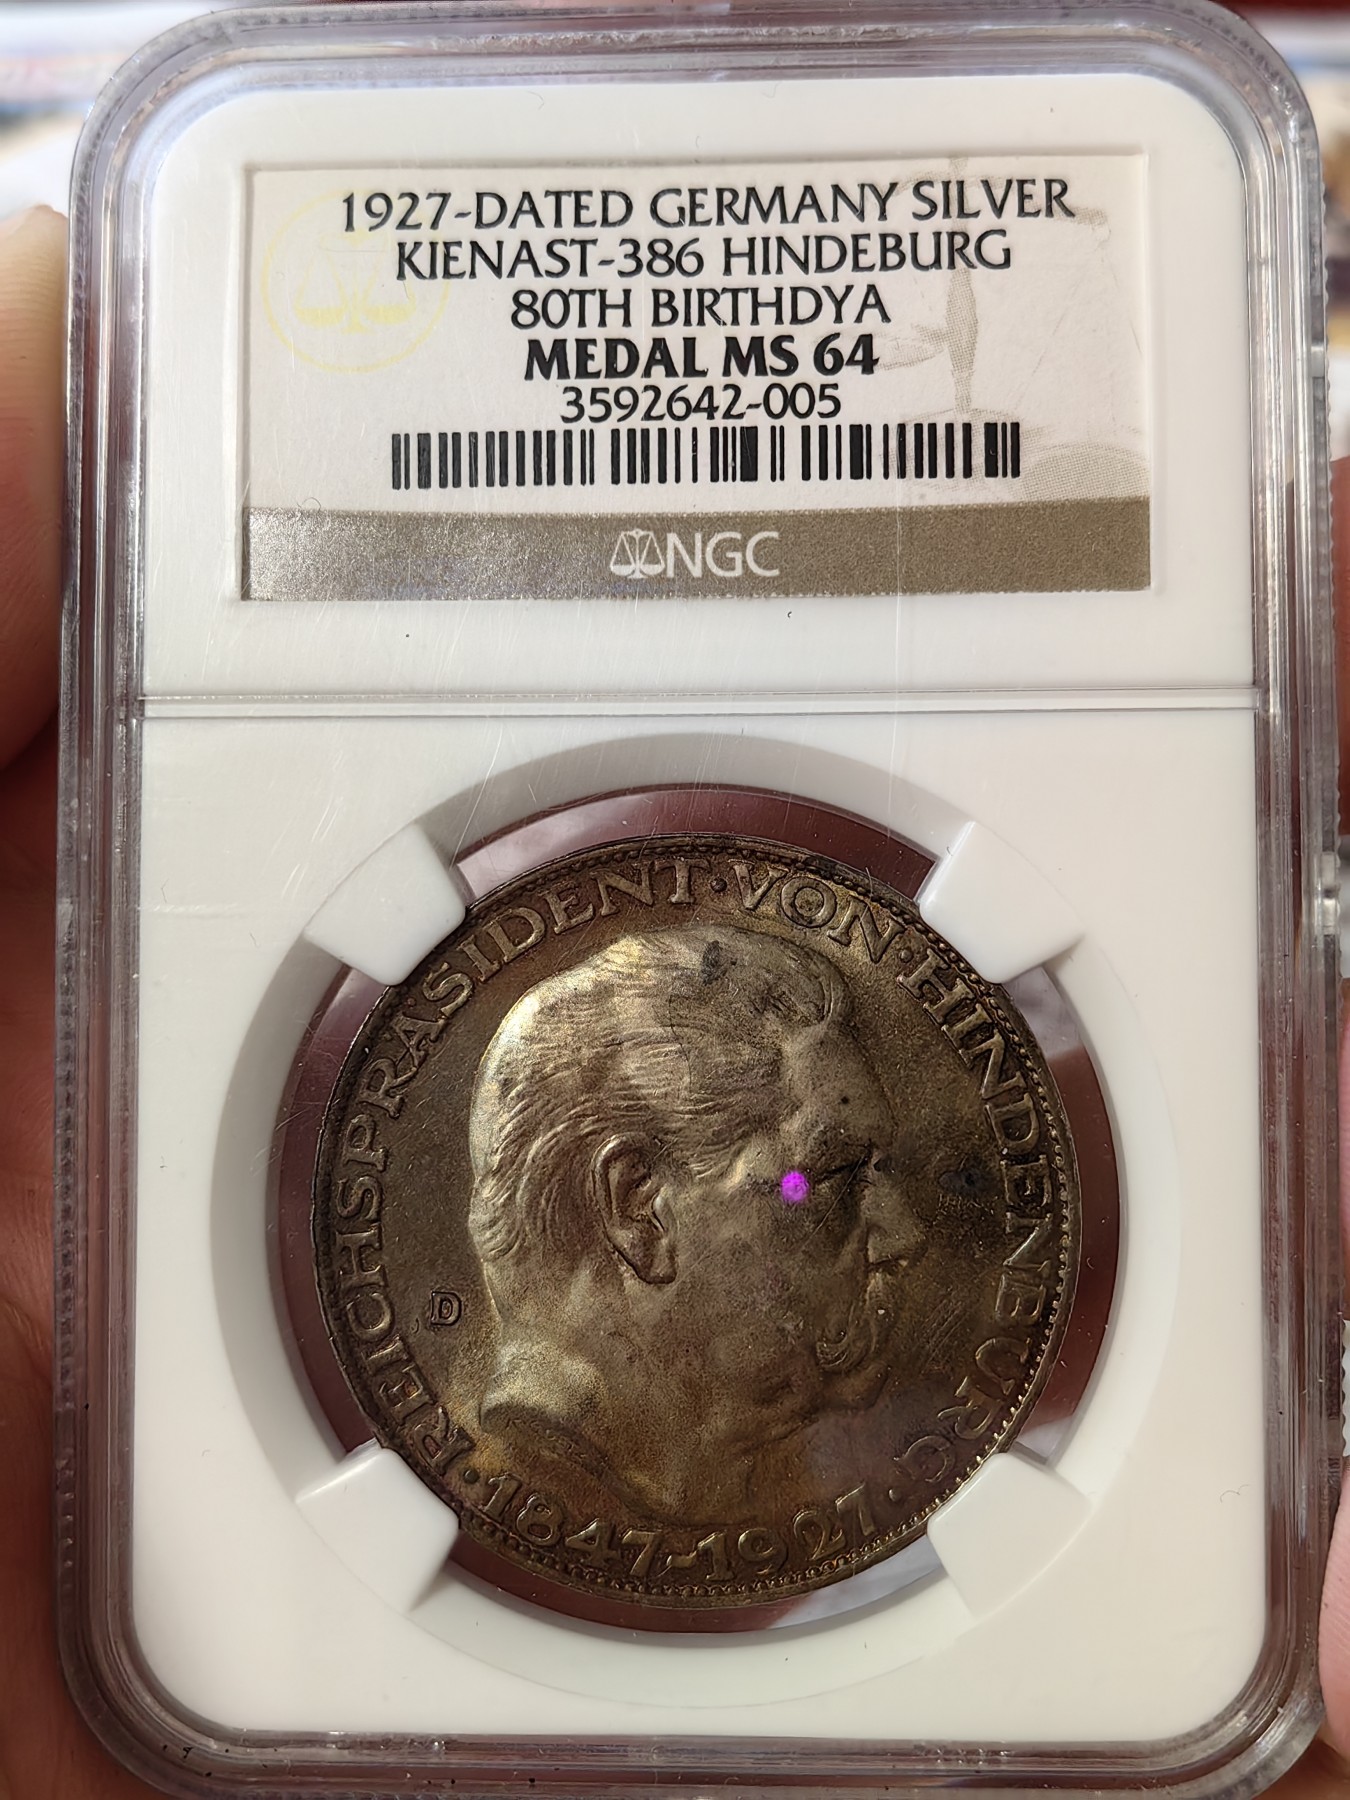 1927-DATED GERMANY SILVER
KIENAST-386 HINDEBURG
80TH BIRTHDYA
MEDAL MS 64
3592642-005
NGC
REICHSPRÄSIDENT·VON·HINDENBURG·
1847-1927·
D